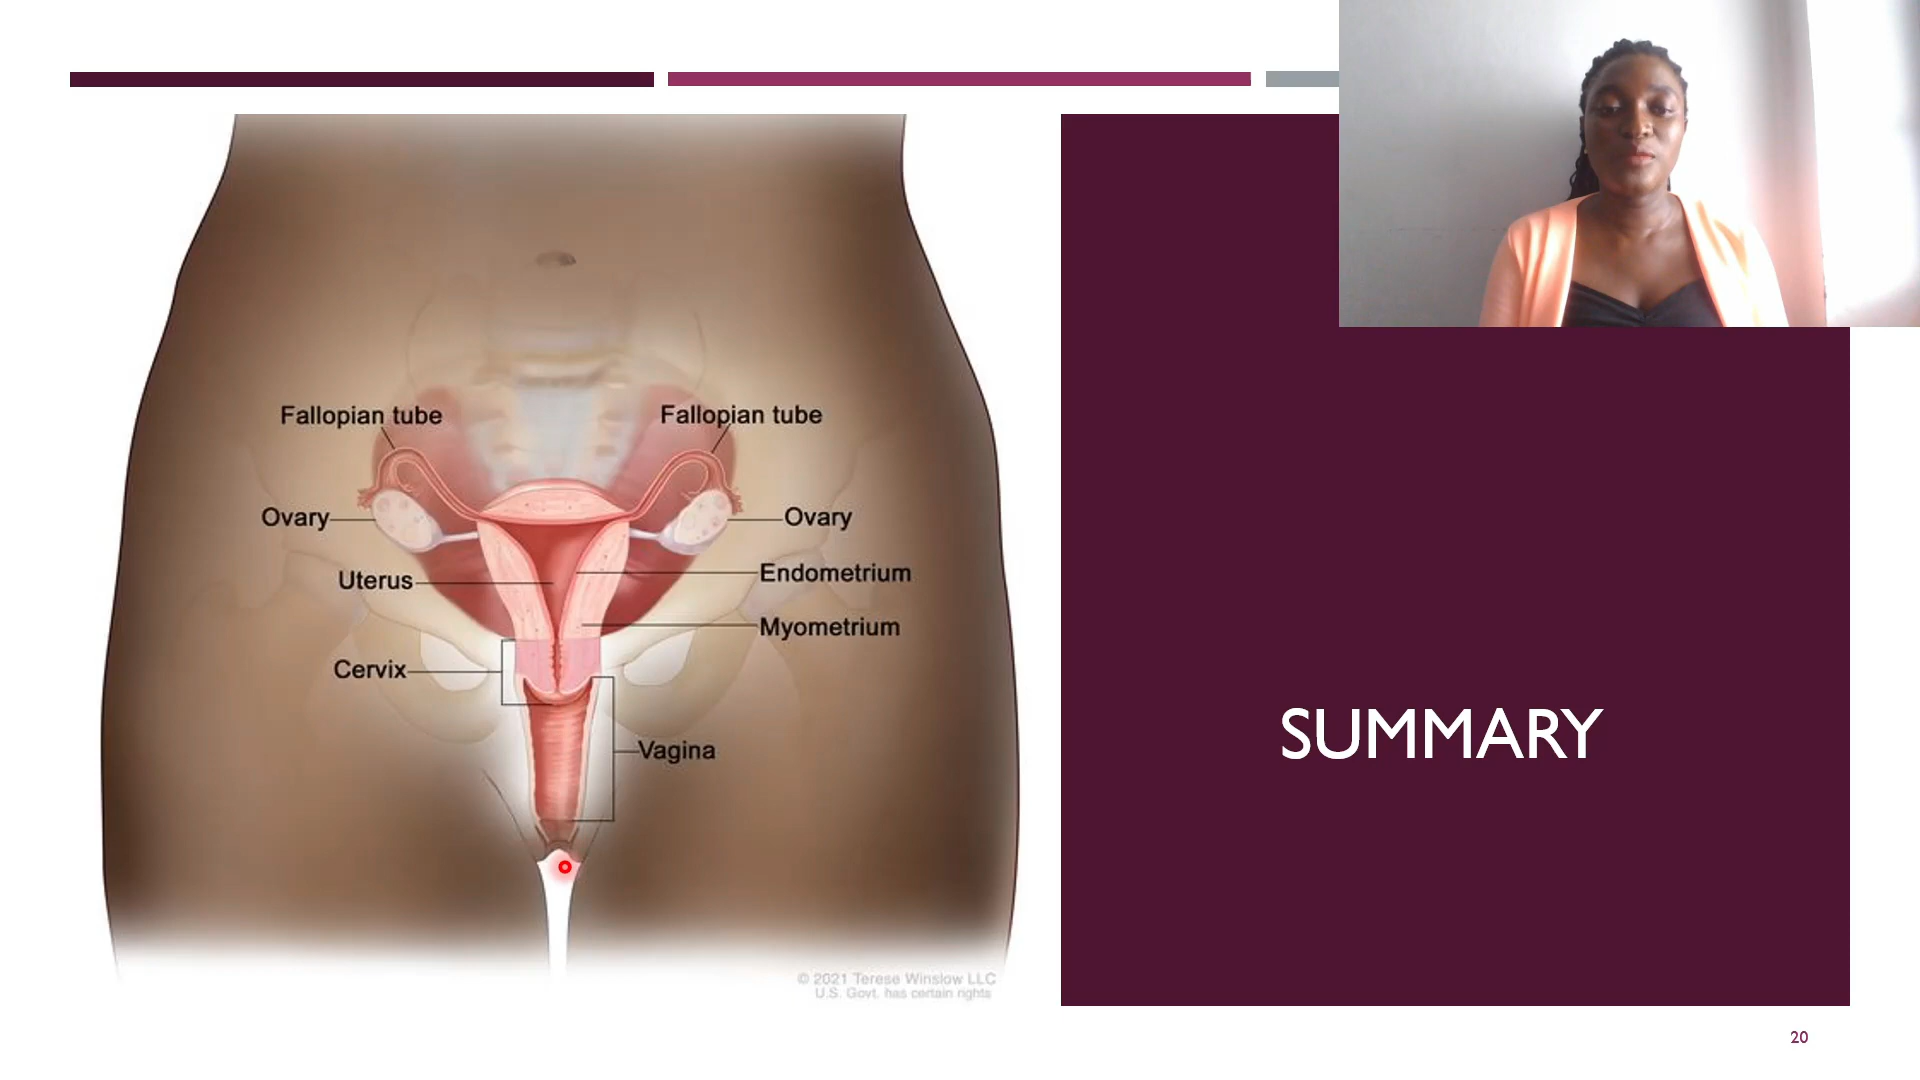 Fallopian tube
Fallopian tube
Ovary
Ovary
Uterus
Endometrium
Myometrium
Cervix
Vagina
© 2021 Terese Winslow LLC
U.S. Govt. has certain rights
SUMMARY
20